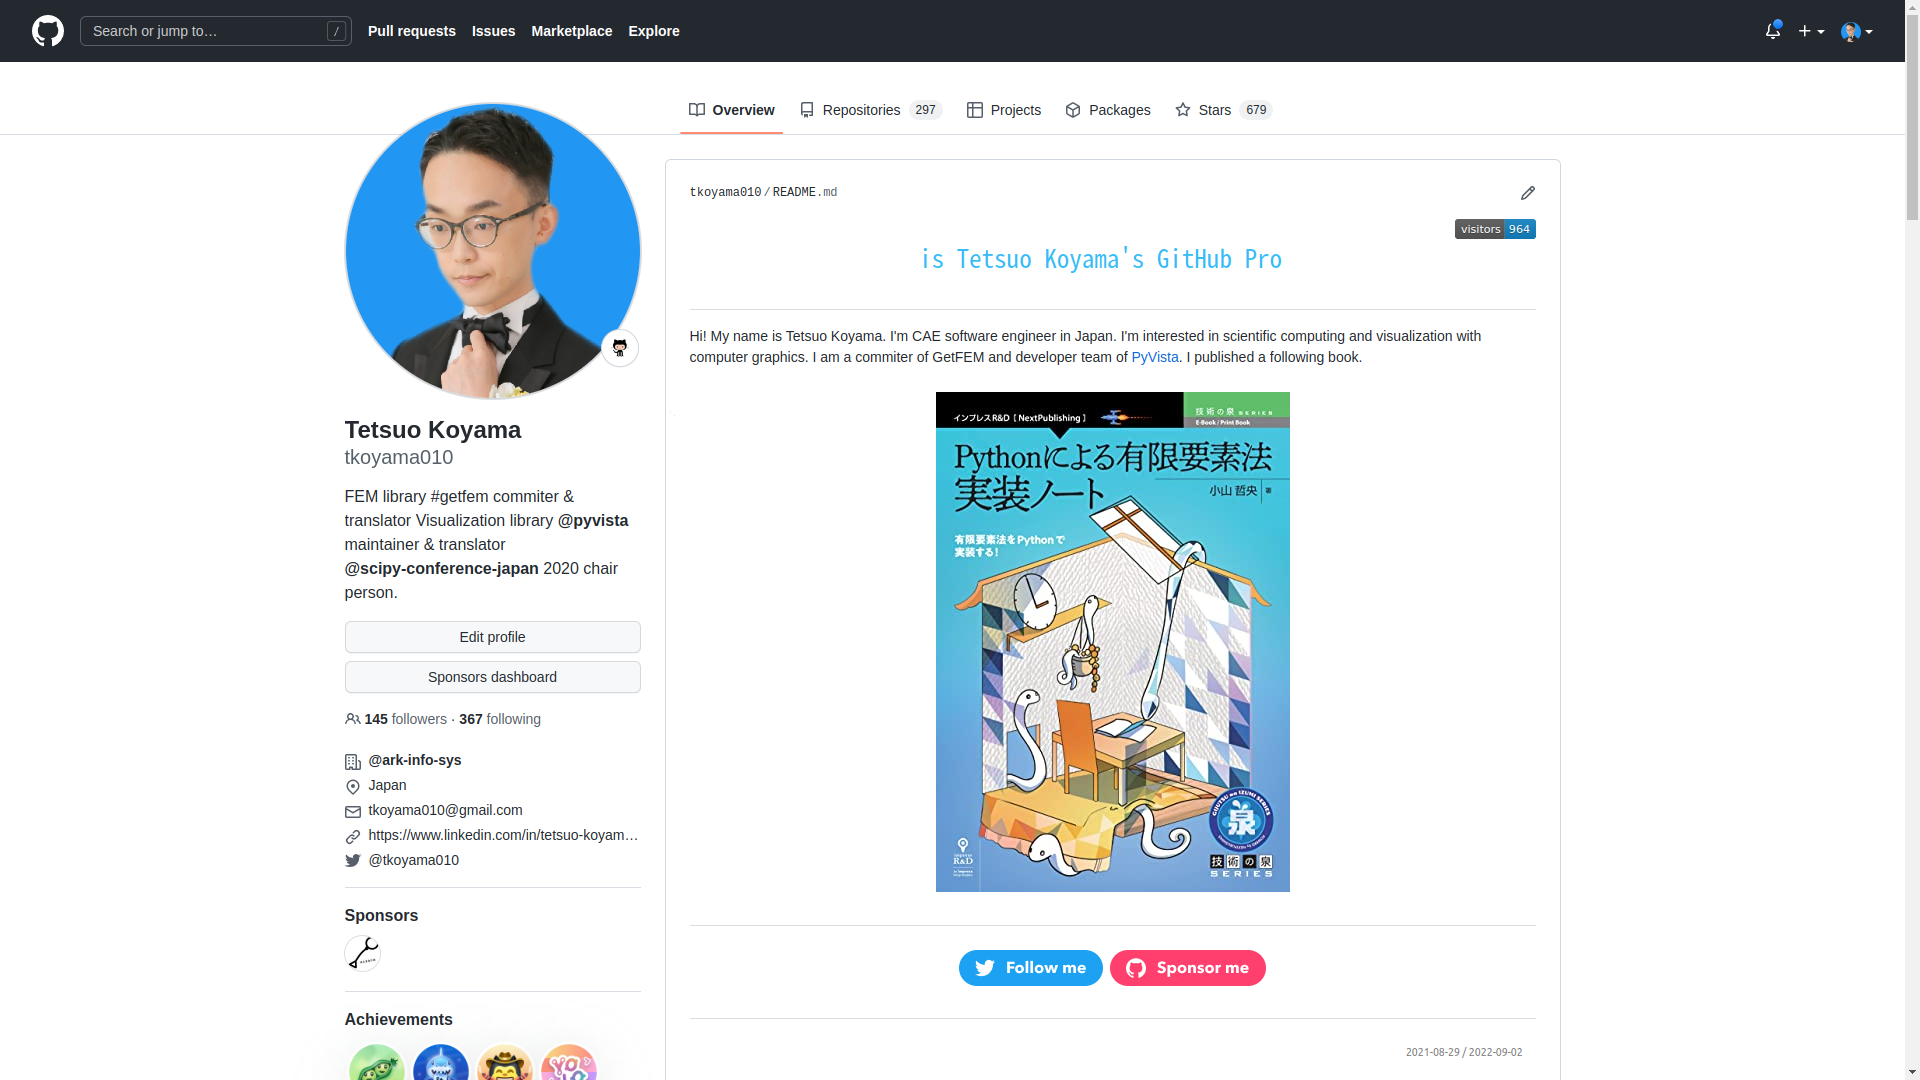 Search or jump to…
/
Pull requests
Issues
Marketplace
Explore
Overview
Repositories 297
Projects
Packages
Stars 679
Tetsuo Koyama
tkoyama010
FEM library #getfem commiter &
translator Visualization library @pyvista
maintainer & translator
@scipy-conference-japan 2020 chair
person.
Edit profile
Sponsors dashboard
145 followers · 367 following
@ark-info-sys
Japan
tkoyama010@gmail.com
https://www.linkedin.com/in/tetsuo-koyam…
@tkoyama010
Sponsors
Achievements
tkoyama010/README.md
visitors 964
is Tetsuo Koyama's GitHub Pro
Hi! My name is Tetsuo Koyama. I'm CAE software engineer in Japan. I'm interested in scientific computing and visualization with
computer graphics. I am a commiter of GetFEM and developer team of PyVista. I published a following book.
インプレスR&D [ NextPublishing ]
技術の泉 SERIES
E-Book / Print Book
Pythonによる有限要素法
実装ノート
小山 哲央 著
有限要素法をPythonで
実装する!
泉
impress
R&D
技術の泉
SERIES
Follow me
Sponsor me
2021-08-29 / 2022-09-02